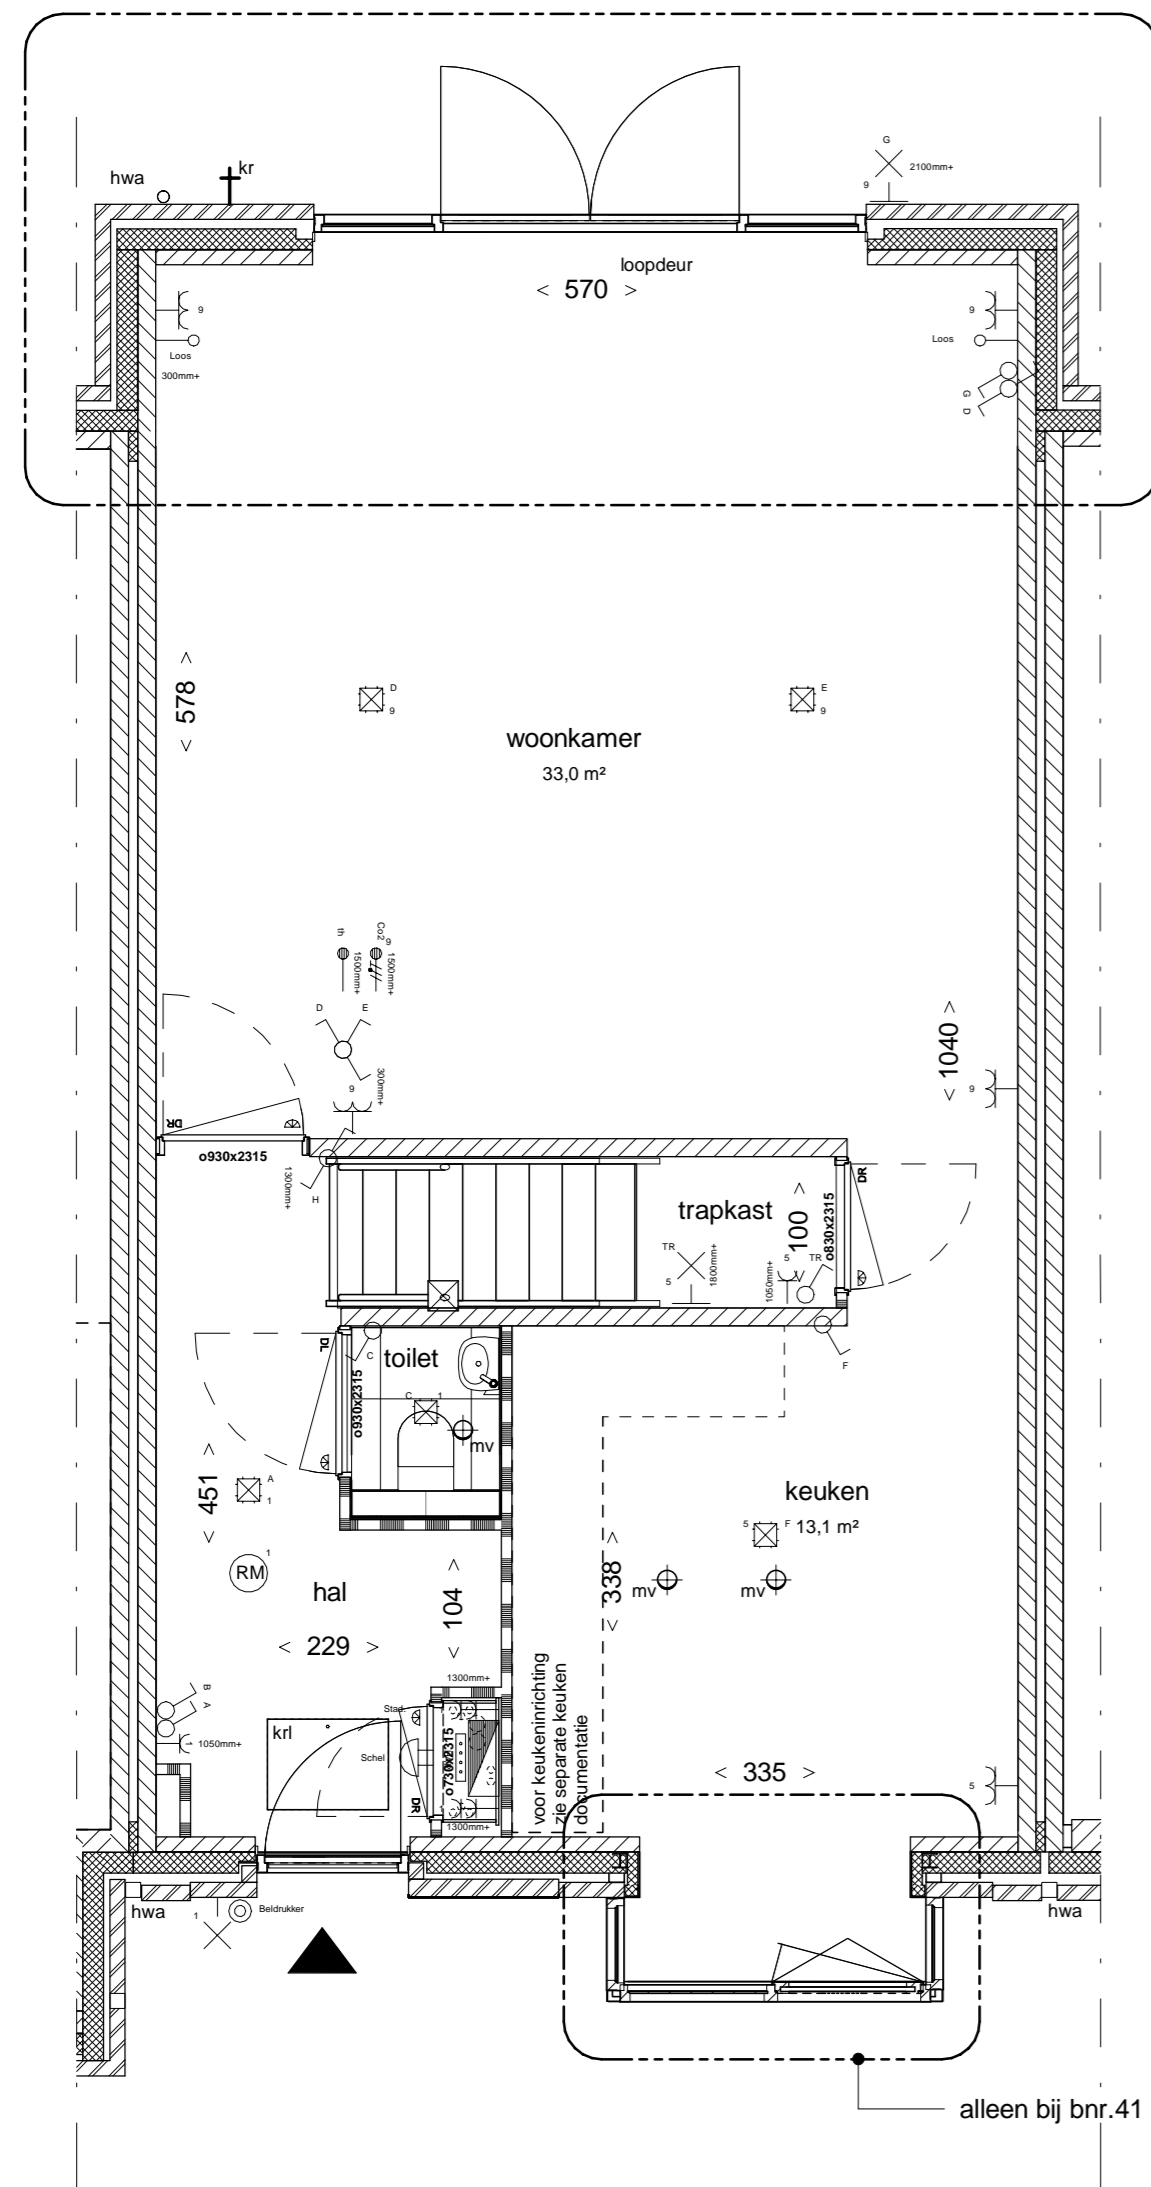 G
2100mm+
9
hwa
kr
loopdeur
< 570 >
9
Loos
300mm+
9
Loos
G
D
< 578 >
D
9
E
9
woonkamer
33,0 m²
th
1500mm+
Co2
9
1500mm+
D
E
300mm+
9
< 1040 >
9
DR
o930x2315
1300mm+
H
trapkast
< 100 >
o830x2315
DR
TR
5
1800mm+
5
TR
1050mm+
DL
C
toilet
F
o930x2315
C
1
mv
< 451 >
A
1
keuken
5
F
13,1 m²
RM
1
< 338 >
mv
mv
hal
< 104 >
< 229 >
B
A
1
1050mm+
krl
1300mm+
Stad.
Schel
o730x2315
DR
1300mm+
voor keukeninrichting
zie separate keuken
documentatie
< 335 >
5
hwa
1
Beldrukker
hwa
alleen bij bnr.41